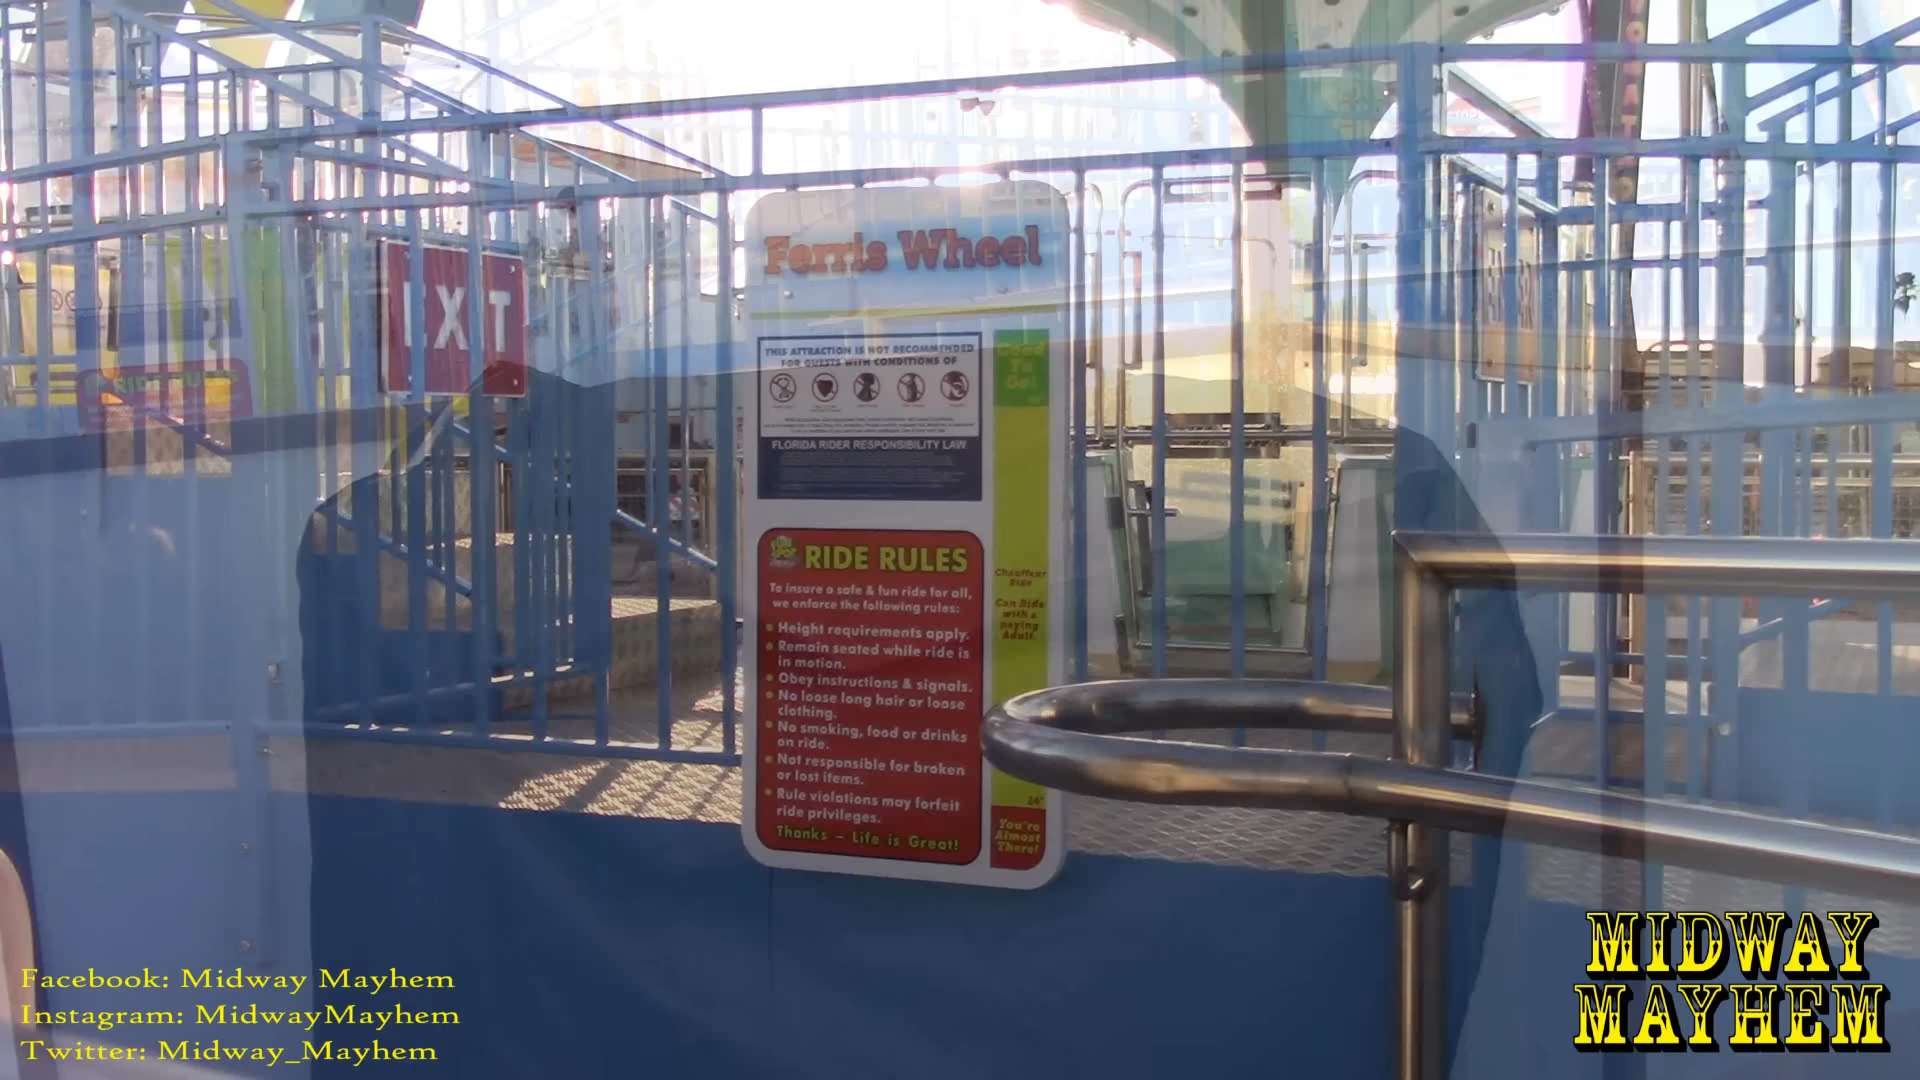 Ferris Wheel
THIS ATTRACTION IS NOT RECOMMENDED
FOR GUESTS WITH CONDITIONS OF
FLORIDA RIDER RESPONSIBILITY LAW
Good
To
Go!
EXIT
RIDE RULES
RIDE RULES
To insure a safe & fun ride for all,
we enforce the following rules:
• Height requirements apply.
• Remain seated while ride is
in motion.
• Obey instructions & signals.
• No loose long hair or loose
clothing.
• No smoking, food or drinks
on ride.
• Not responsible for broken
or lost items.
• Rule violations may forfeit
ride privileges.
Thanks – Life is Great!
Chauffeur
Ride
Can Ride
with a
paying
Adult.
You're
Almost
There!
Facebook: Midway Mayhem
Instagram: MidwayMayhem
Twitter: Midway_Mayhem
MIDWAY
MAYHEM